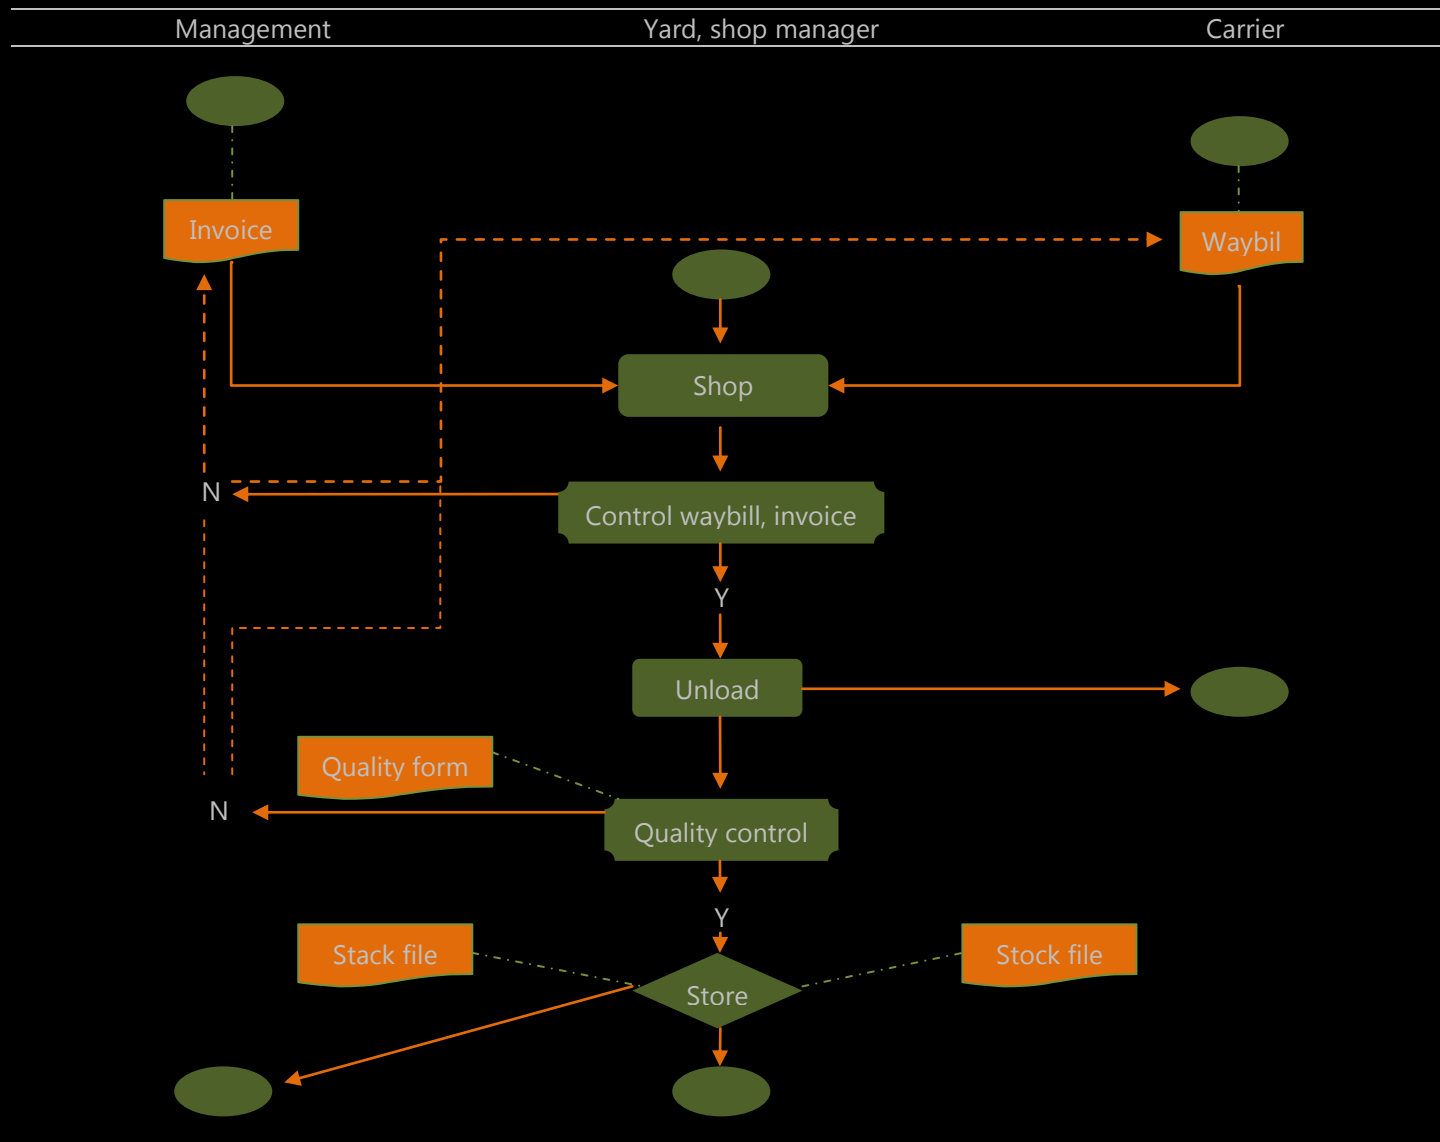 Management
Yard, shop manager
Carrier
Invoice
Waybil
Shop
N
Control waybill, invoice
Y
Unload
Quality form
N
Quality control
Y
Stack file
Stock file
Store